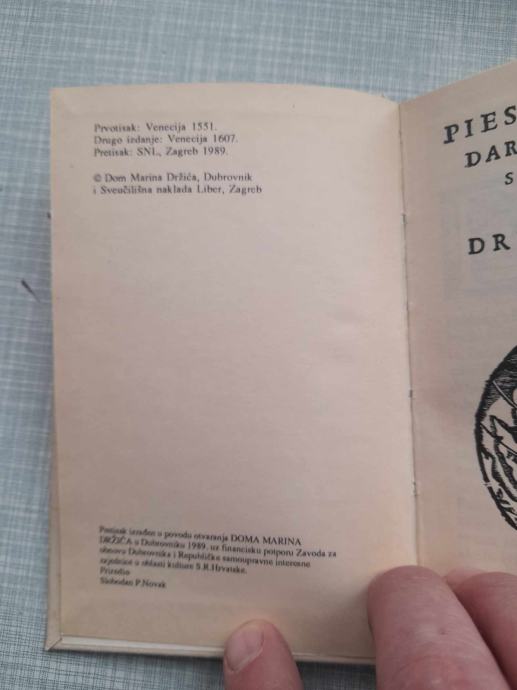 Prvotisak: Venecija 1551.
Drugo izdanje: Venecija 1607.
Pretisak: SNL, Zagreb 1989.
© Dom Marina Držića, Dubrovnik
i Sveučilišna naklada Liber, Zagreb
Pretisak izrađen u povodu otvaranja DOMA MARINA
DRŽIĆA u Dubrovniku 1989. uz financisku potporu Zavoda za
obnovu Dubrovnika i Republičke samoupravne interesne
zajednice u oblasti kulture S.R.Hrvatske.
Priredio
Slobodan P.Novak
PIES
DAR
S
DR